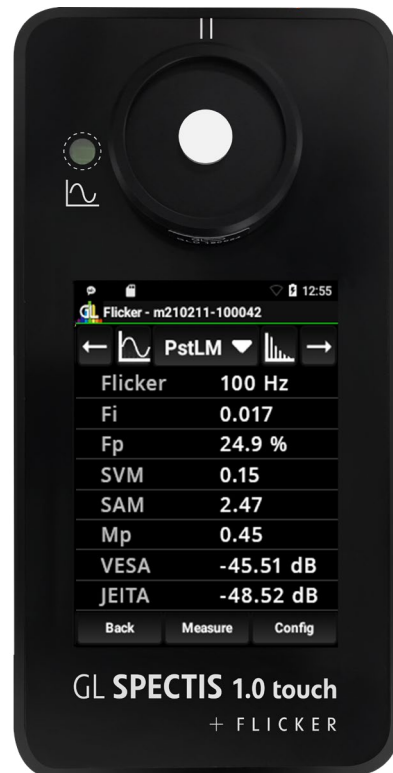 12:55
GL Flicker - m210211-100042
PstLM
Flicker 100 Hz
Fi 0.017
Fp 24.9 %
SVM 0.15
SAM 2.47
Mp 0.45
VESA -45.51 dB
JEITA -48.52 dB
Back Measure Config
GL SPECTIS 1.0 touch
+ FLICKER